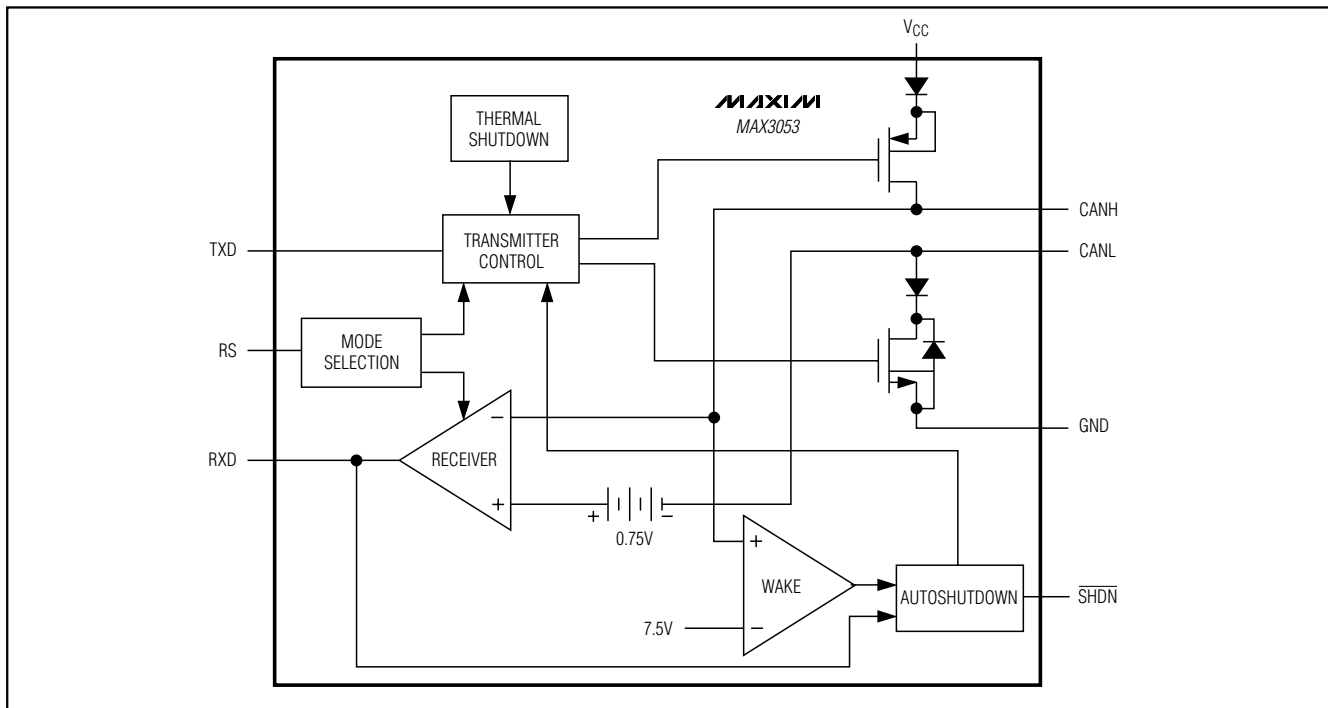 VCC
MAXIM
MAX3053
THERMAL
SHUTDOWN
CANH
TXD
TRANSMITTER
CONTROL
CANL
RS
MODE
SELECTION
GND
RXD
RECEIVER
−
+
+
−
0.75V
+
WAKE
−
7.5V
AUTOSHUTDOWN
SHDN